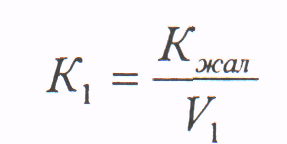 K₁ = Kжал / V₁